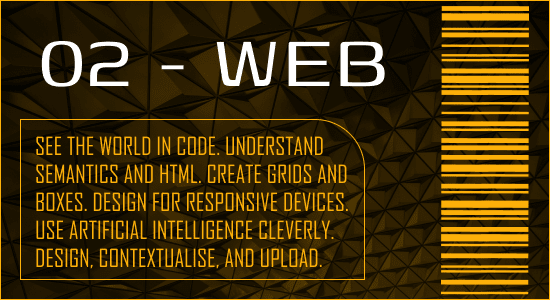 02 - WEB
SEE THE WORLD IN CODE. UNDERSTAND
SEMANTICS AND HTML. CREATE GRIDS AND
BOXES. DESIGN FOR RESPONSIVE DEVICES.
USE ARTIFICIAL INTELLIGENCE CLEVERLY.
DESIGN, CONTEXTUALISE, AND UPLOAD.